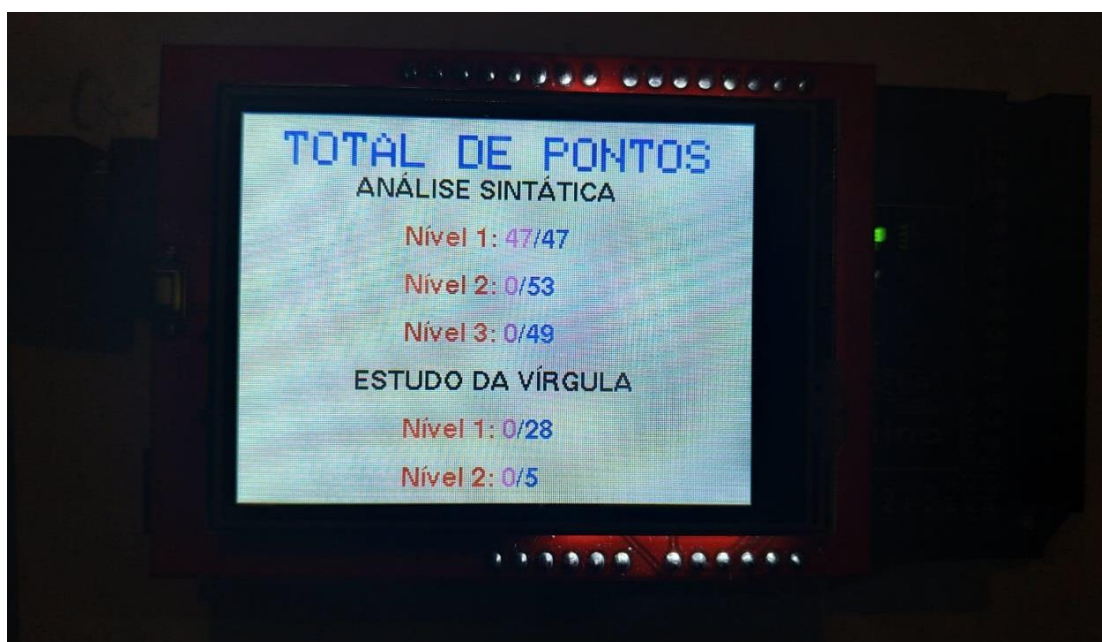 TOTAL DE PONTOS
ANÁLISE SINTÁTICA
Nível 1: 47/47
Nível 2: 0/53
Nível 3: 0/49
ESTUDO DA VÍRGULA
Nível 1: 0/28
Nível 2: 0/5